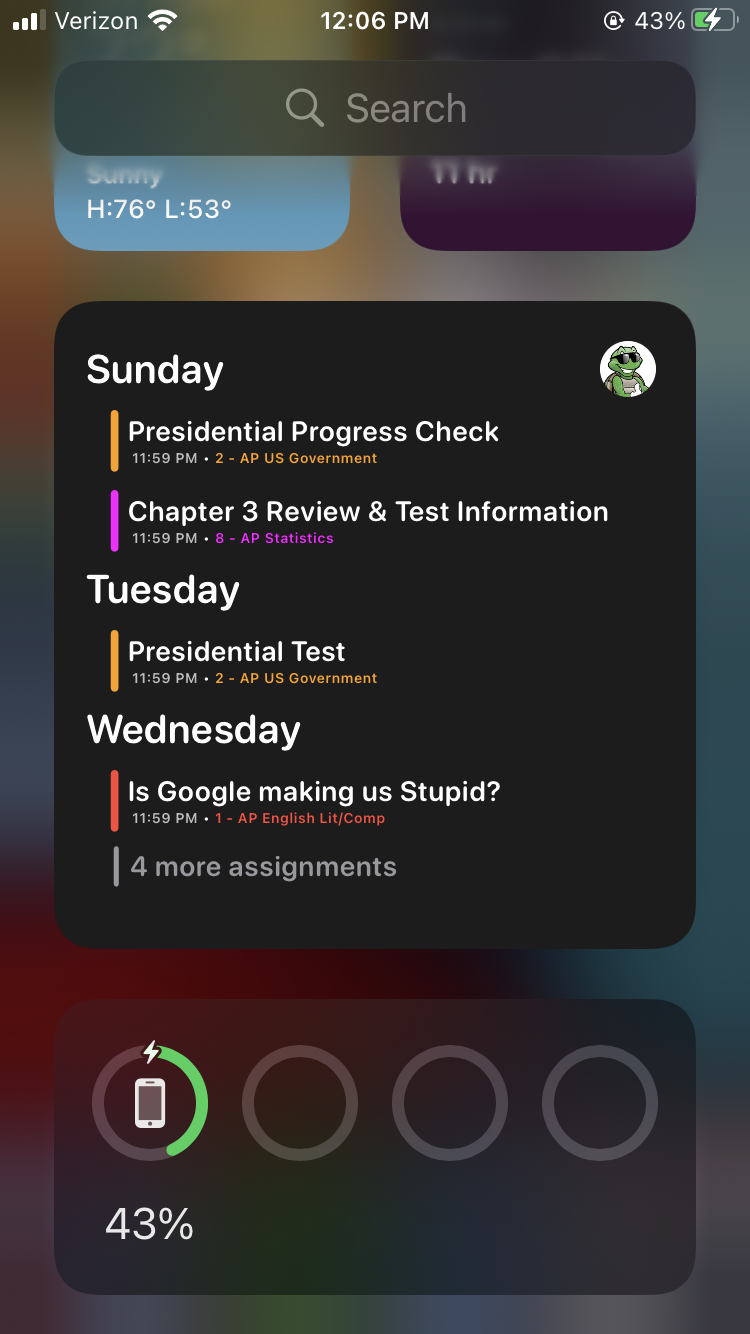 Verizon 12:06 PM 43%
Search
Sunny
11 hr
H:76° L:53°
Sunday
Presidential Progress Check
11:59 PM • 2 - AP US Government
Chapter 3 Review & Test Information
11:59 PM • 8 - AP Statistics
Tuesday
Presidential Test
11:59 PM • 2 - AP US Government
Wednesday
Is Google making us Stupid?
11:59 PM • 1 - AP English Lit/Comp
4 more assignments
43%